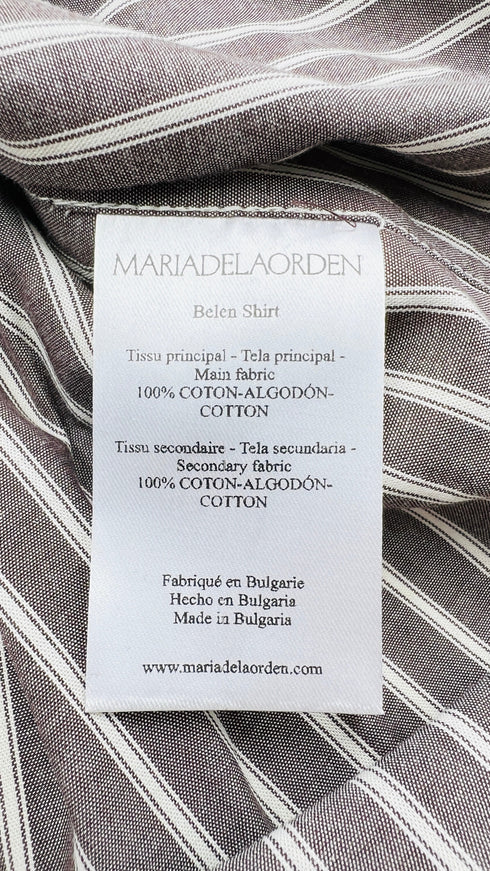 MARIADELAORDEN
Belen Shirt
Tissu principal - Tela principal -
Main fabric
100% COTON-ALGODÓN-
COTTON
Tissu secondaire - Tela secundaria -
Secondary fabric
100% COTON-ALGODÓN-
COTTON
Fabriqué en Bulgarie
Hecho en Bulgaria
Made in Bulgaria
www.mariadelaorden.com